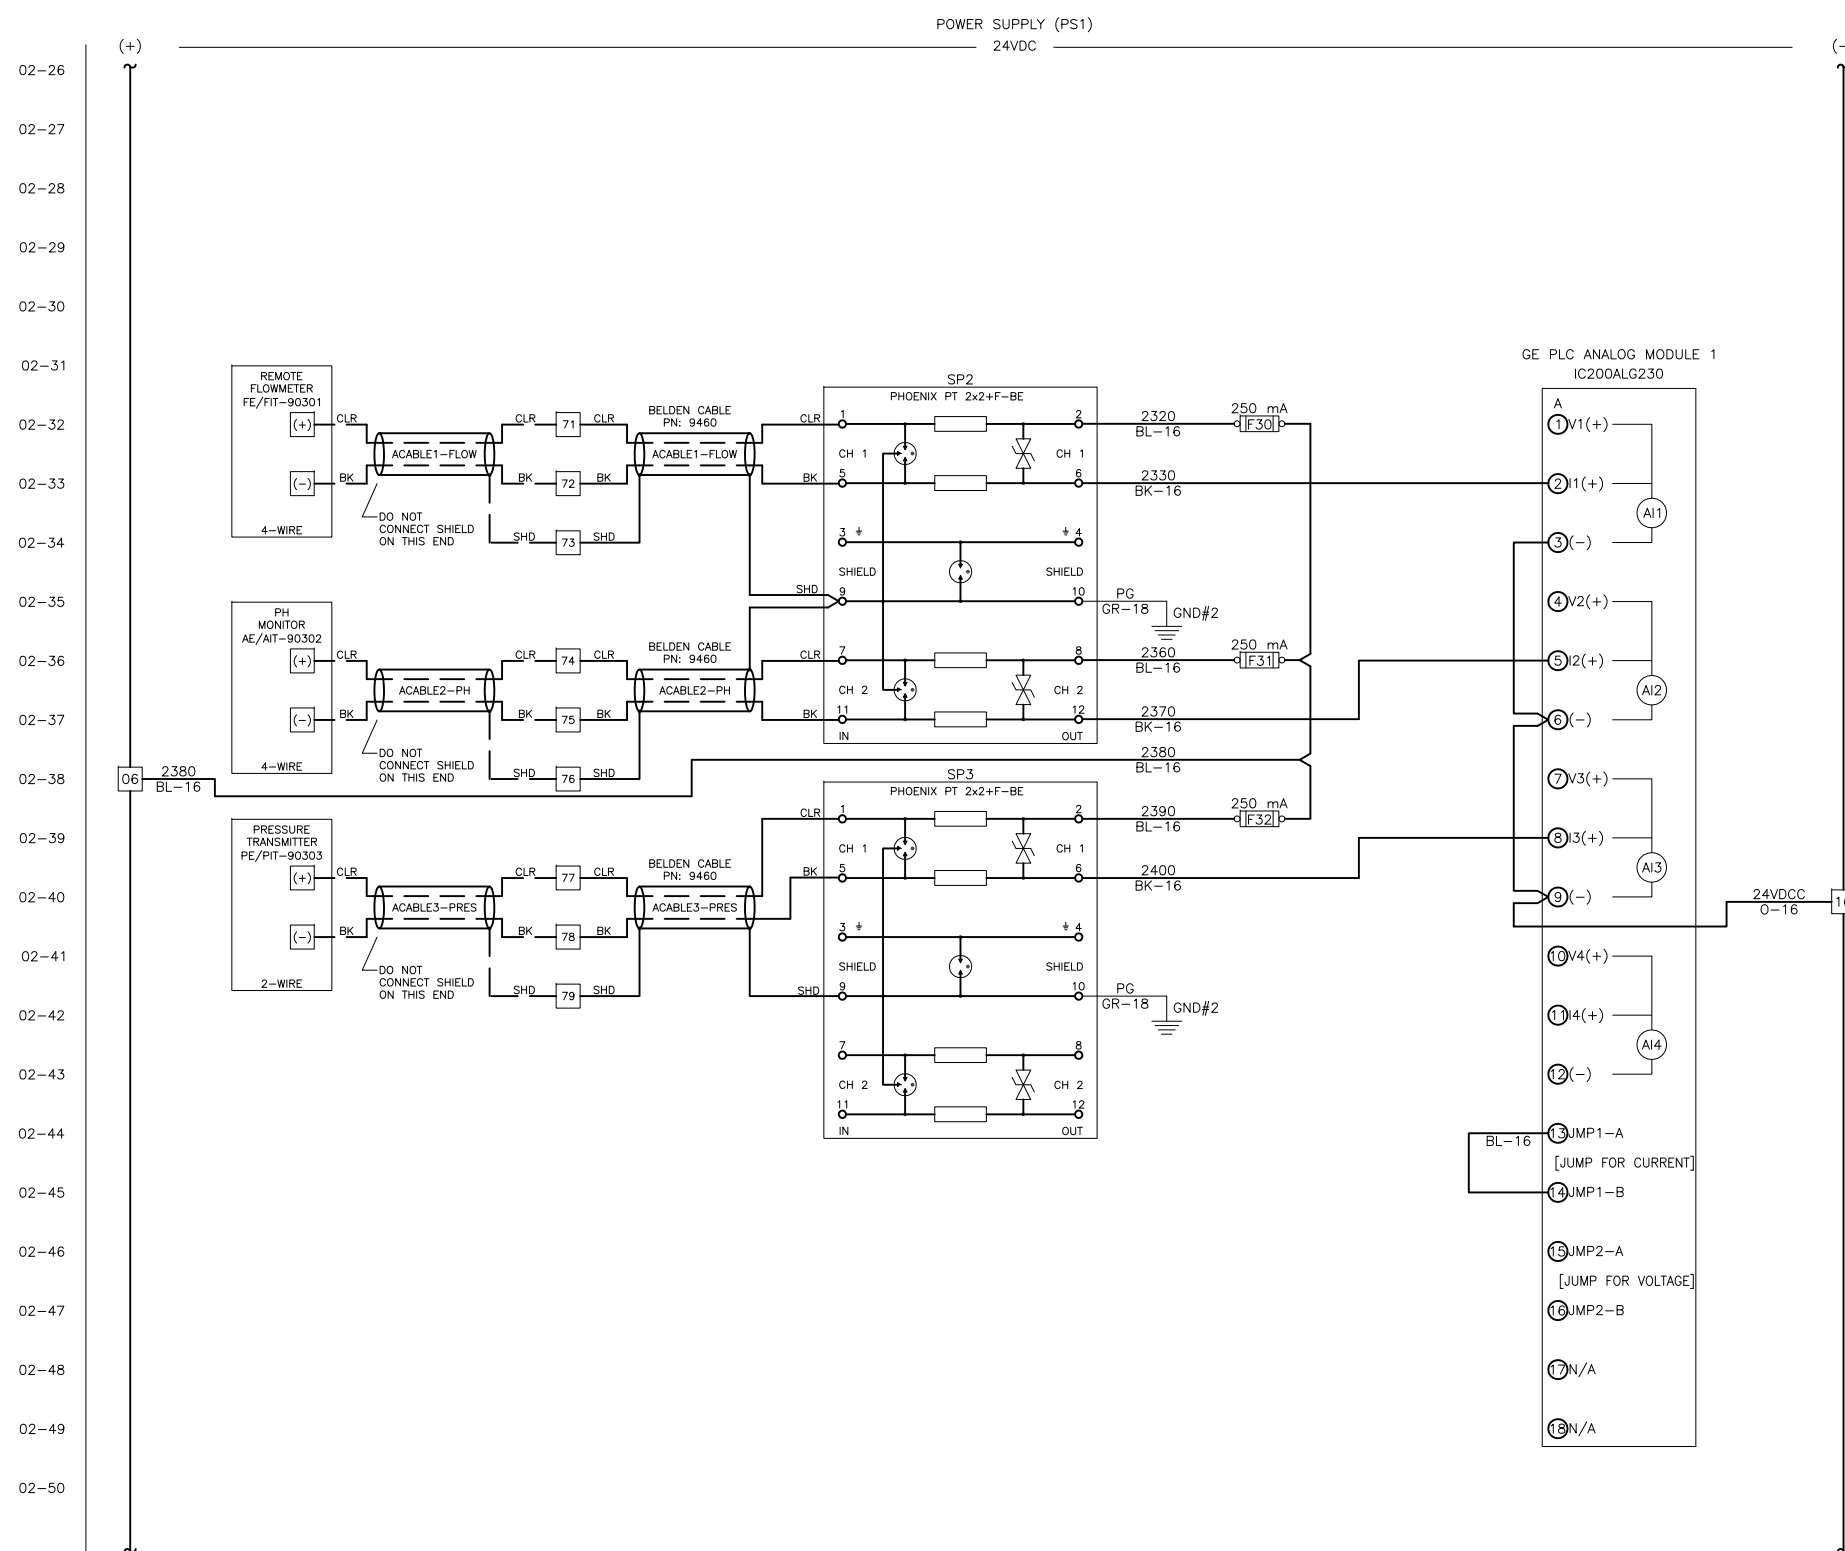 POWER SUPPLY (PS1)
(+)
24VDC
02-26
02-27
02-28
02-29
02-30
02-31
GE PLC ANALOG MODULE 1
IC200ALG230
REMOTE
FLOWMETER
FE/FIT-90301
(+)
(-)
4-WIRE
CLR
BK
ACABLE1-FLOW
DO NOT
CONNECT SHIELD
ON THIS END
CLR 71 CLR
BK 72 BK
SHD 73 SHD
BELDEN CABLE
PN: 9460
ACABLE1-FLOW
CLR
BK
SHD
SP2
PHOENIX PT 2x2+F-BE
1
2
CH 1
CH 1
5
6
3
4
SHIELD
SHIELD
9
10
7
8
CH 2
CH 2
11
12
IN
OUT
2320
BL-16
250 mA
F30
2330
BK-16
PG
GR-18
GND#2
2360
BL-16
250 mA
F31
2370
BK-16
2380
BL-16
02-32
02-33
02-34
02-35
02-36
02-37
02-38
PH
MONITOR
AE/AIT-90302
(+)
(-)
4-WIRE
CLR
BK
ACABLE2-PH
DO NOT
CONNECT SHIELD
ON THIS END
CLR 74 CLR
BK 75 BK
SHD 76 SHD
BELDEN CABLE
PN: 9460
ACABLE2-PH
CLR
BK
06
2380
BL-16
02-39
02-40
02-41
02-42
02-43
02-44
02-45
02-46
02-47
02-48
02-49
02-50
PRESSURE
TRANSMITTER
PE/PIT-90303
(+)
(-)
2-WIRE
CLR
BK
ACABLE3-PRES
DO NOT
CONNECT SHIELD
ON THIS END
CLR 77 CLR
BK 78 BK
SHD 79 SHD
BELDEN CABLE
PN: 9460
ACABLE3-PRES
CLR
BK
SHD
SP3
PHOENIX PT 2x2+F-BE
1
2
CH 1
CH 1
5
6
3
4
SHIELD
SHIELD
9
10
7
8
CH 2
CH 2
11
12
IN
OUT
2390
BL-16
250 mA
F32
2400
BK-16
PG
GR-18
GND#2
A
1 V1(+)
2 I1(+)
AI1
3 (-)
4 V2(+)
5 I2(+)
AI2
6 (-)
7 V3(+)
8 I3(+)
AI3
9 (-)
24VDCC
O-16
10 V4(+)
11 I4(+)
AI4
12 (-)
BL-16
13 JMP1-A
[JUMP FOR CURRENT]
14 JMP1-B
15 JMP2-A
[JUMP FOR VOLTAGE]
16 JMP2-B
17 N/A
18 N/A